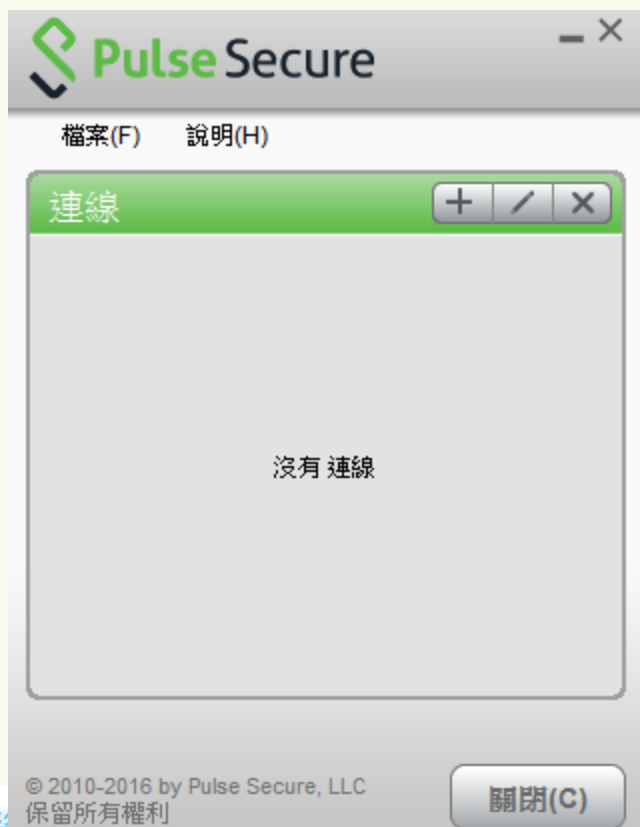 Pulse Secure
檔案(F) 說明(H)
連線
沒有 連線
© 2010-2016 by Pulse Secure, LLC
保留所有權利
關閉(C)